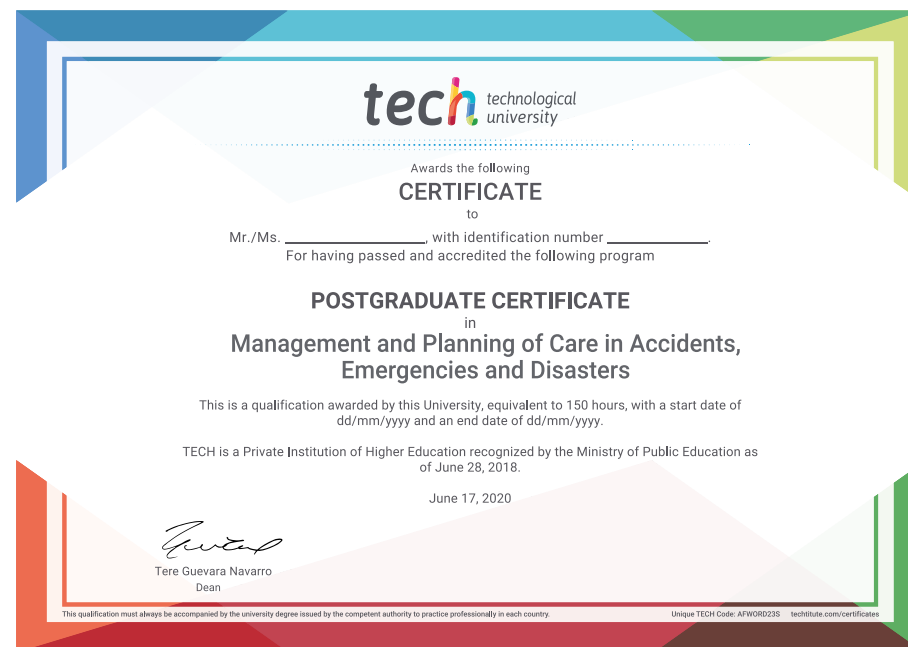 tech technological
university
Awards the following
CERTIFICATE
to
Mr./Ms. ____________________, with identification number ______________.
For having passed and accredited the following program
POSTGRADUATE CERTIFICATE
in
Management and Planning of Care in Accidents,
Emergencies and Disasters
This is a qualification awarded by this University, equivalent to 150 hours, with a start date of
dd/mm/yyyy and an end date of dd/mm/yyyy.
TECH is a Private Institution of Higher Education recognized by the Ministry of Public Education as
of June 28, 2018.
June 17, 2020
Tere Guevara Navarro
Dean
This qualification must always be accompanied by the university degree issued by the competent authority to practice professionally in each country. Unique TECH Code: AFWORD23S techtitute.com/certificates